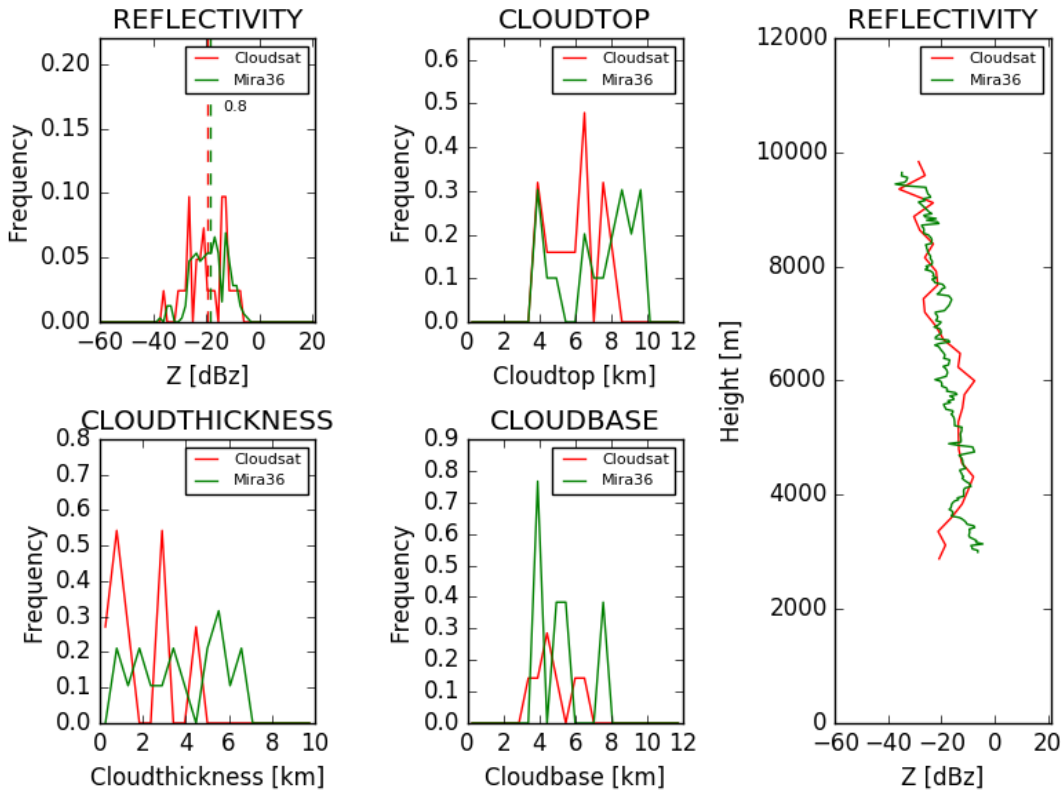 REFLECTIVITY
0.20
0.15
0.10
0.05
0.00
Frequency
Cloudsat
Mira36
0.8
−60 −40 −20 0 20
Z [dBz]
CLOUDTOP
0.6
0.5
0.4
0.3
0.2
0.1
0.0
Frequency
Cloudsat
Mira36
0 2 4 6 8 10 12
Cloudtop [km]
REFLECTIVITY
12000
10000
8000
6000
4000
2000
0
Height [m]
Cloudsat
Mira36
−60 −40 −20 0 20
Z [dBz]
CLOUDTHICKNESS
0.8
0.7
0.6
0.5
0.4
0.3
0.2
0.1
0.0
Frequency
Cloudsat
Mira36
0 2 4 6 8 10
Cloudthickness [km]
CLOUDBASE
0.9
0.8
0.7
0.6
0.5
0.4
0.3
0.2
0.1
0.0
Frequency
Cloudsat
Mira36
0 2 4 6 8 10 12
Cloudbase [km]